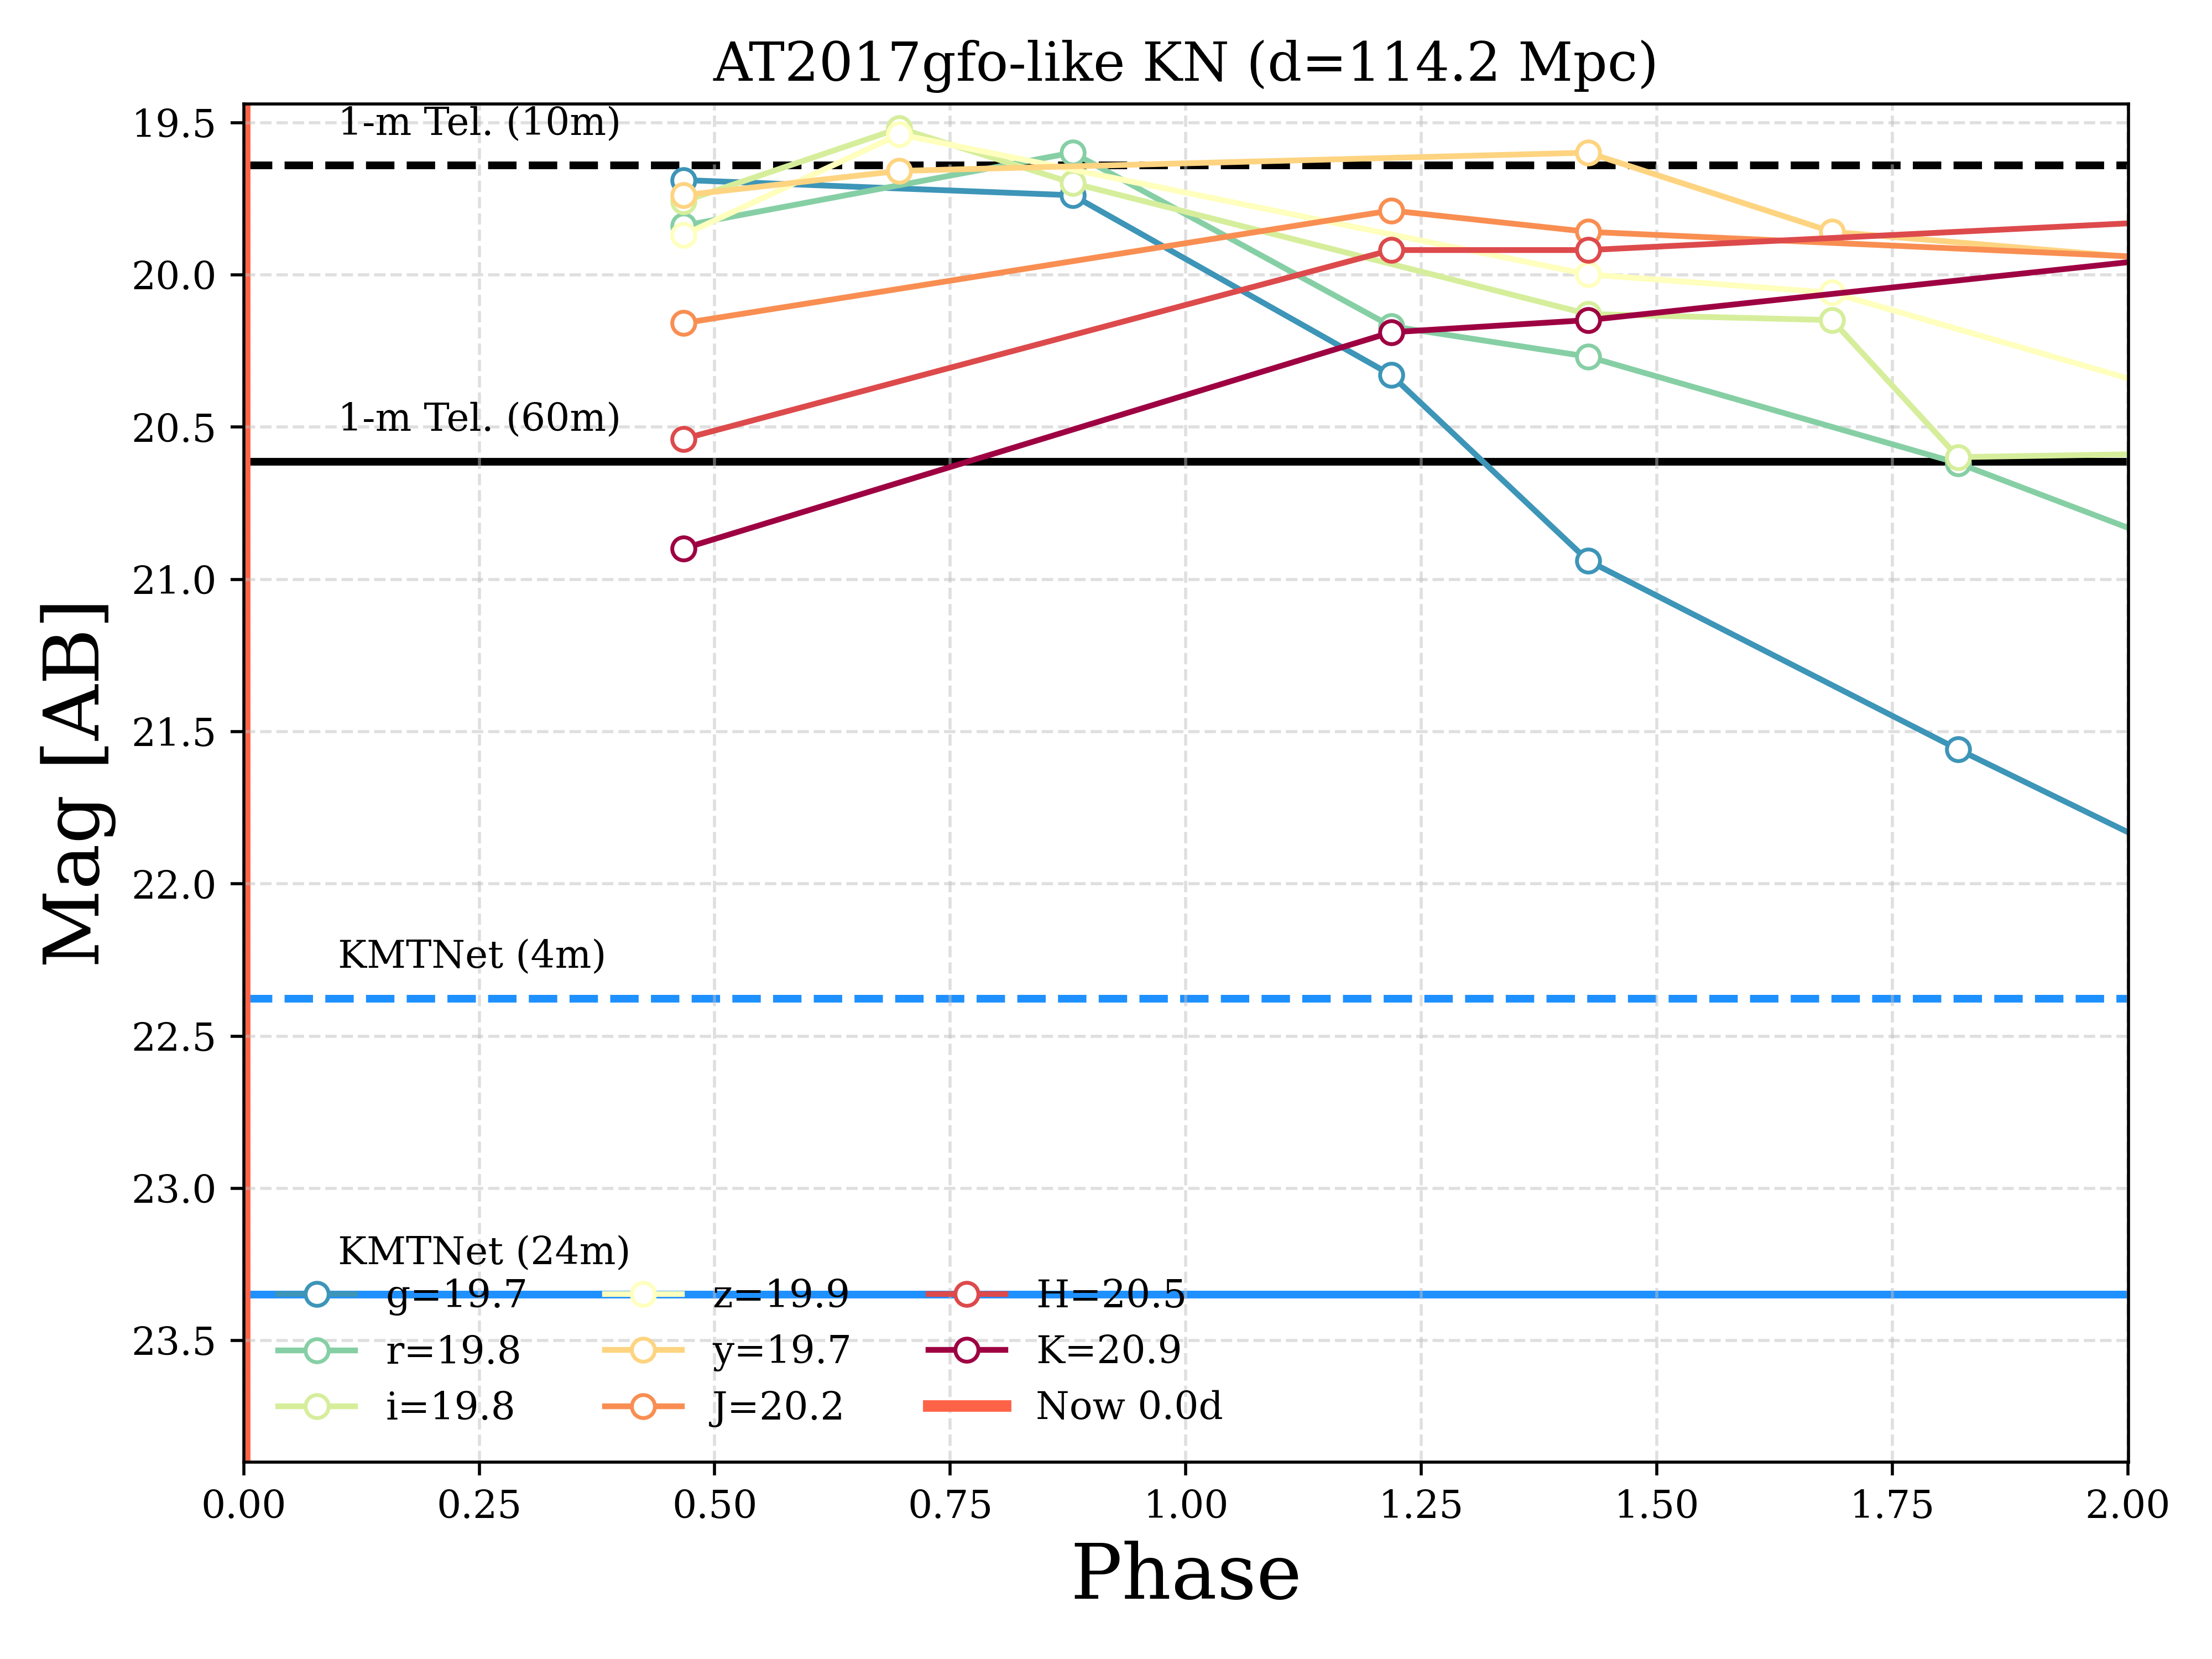 AT2017gfo-like KN (d=114.2 Mpc)
Mag [AB]
19.5
20.0
20.5
21.0
21.5
22.0
22.5
23.0
23.5
1-m Tel. (10m)
1-m Tel. (60m)
KMTNet (4m)
KMTNet (24m)
g=19.7 z=19.9 H=20.5
r=19.8 y=19.7 K=20.9
i=19.8 J=20.2 Now 0.0d
0.00 0.25 0.50 0.75 1.00 1.25 1.50 1.75 2.00
Phase